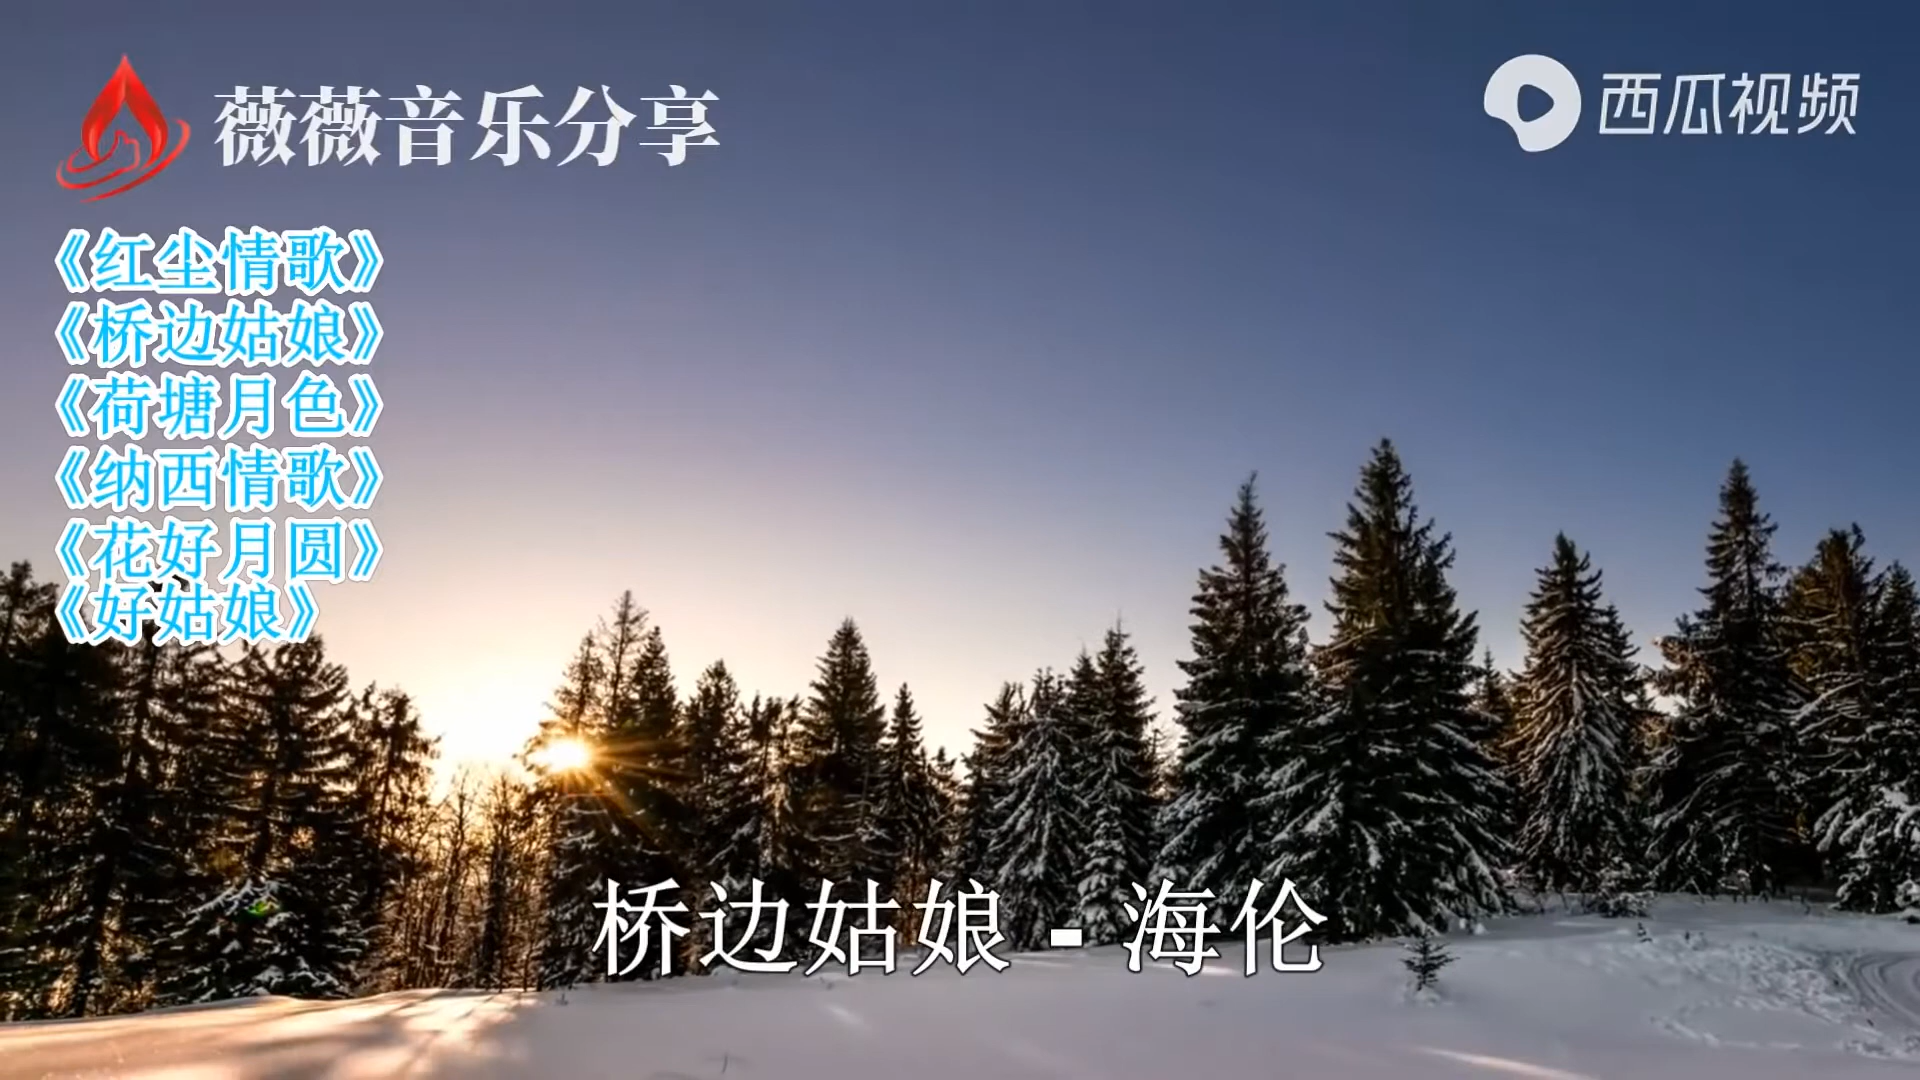 薇薇音乐分享
西瓜视频
《红尘情歌》
《桥边姑娘》
《荷塘月色》
《纳西情歌》
《花好月圆》
《好姑娘》
桥边姑娘 - 海伦